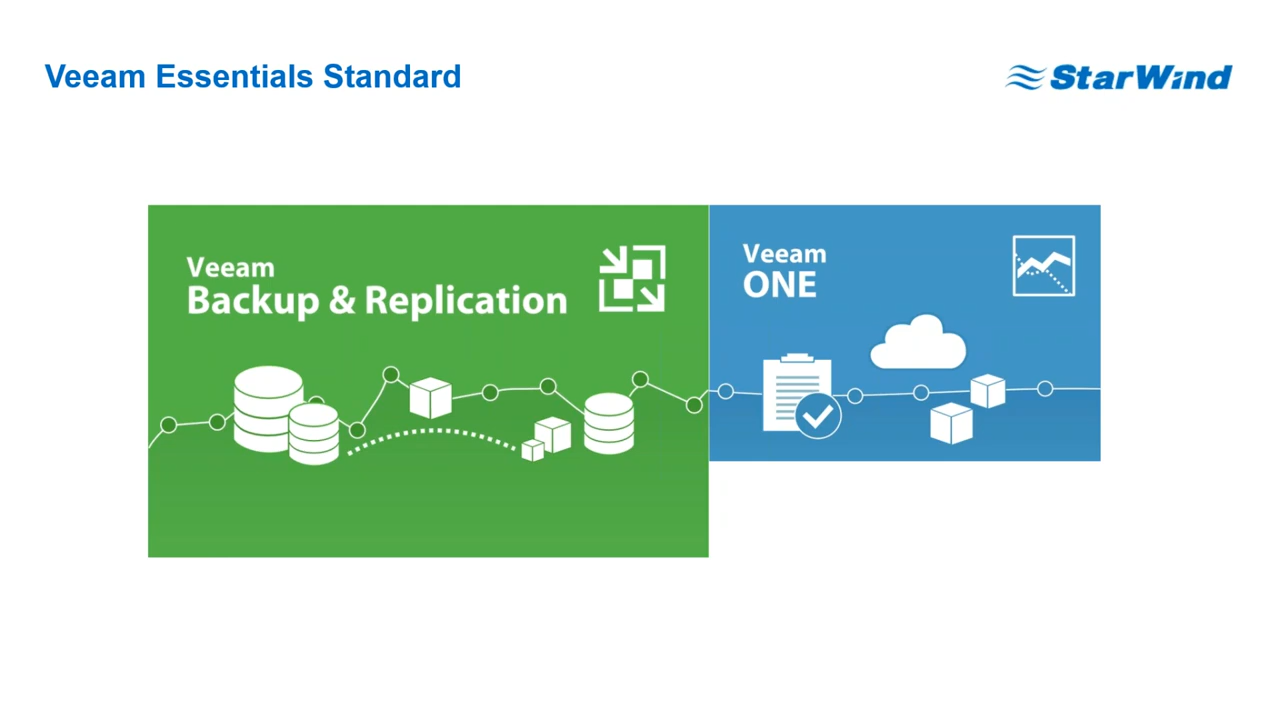 Veeam Essentials Standard
StarWind
Veeam
Backup & Replication
Veeam
ONE